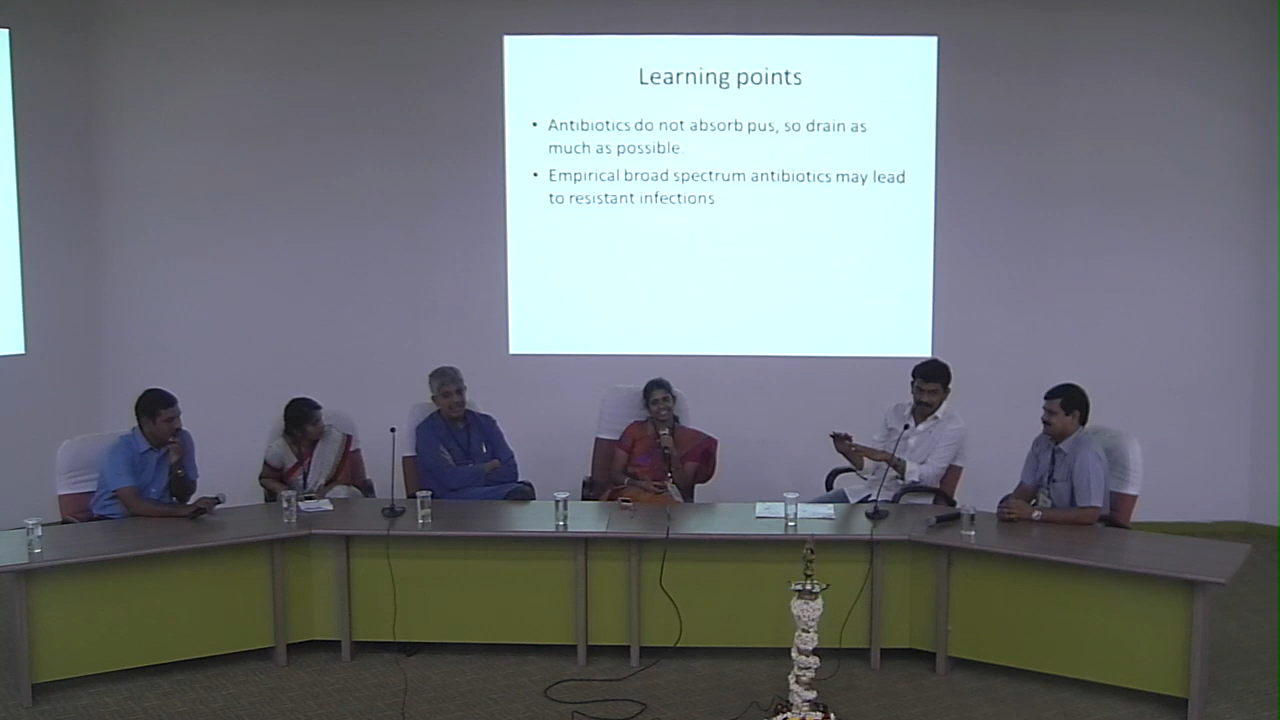 Learning points
• Antibiotics do not absorb pus, so drain as
much as possible.
• Empirical broad spectrum antibiotics may lead
to resistant infections